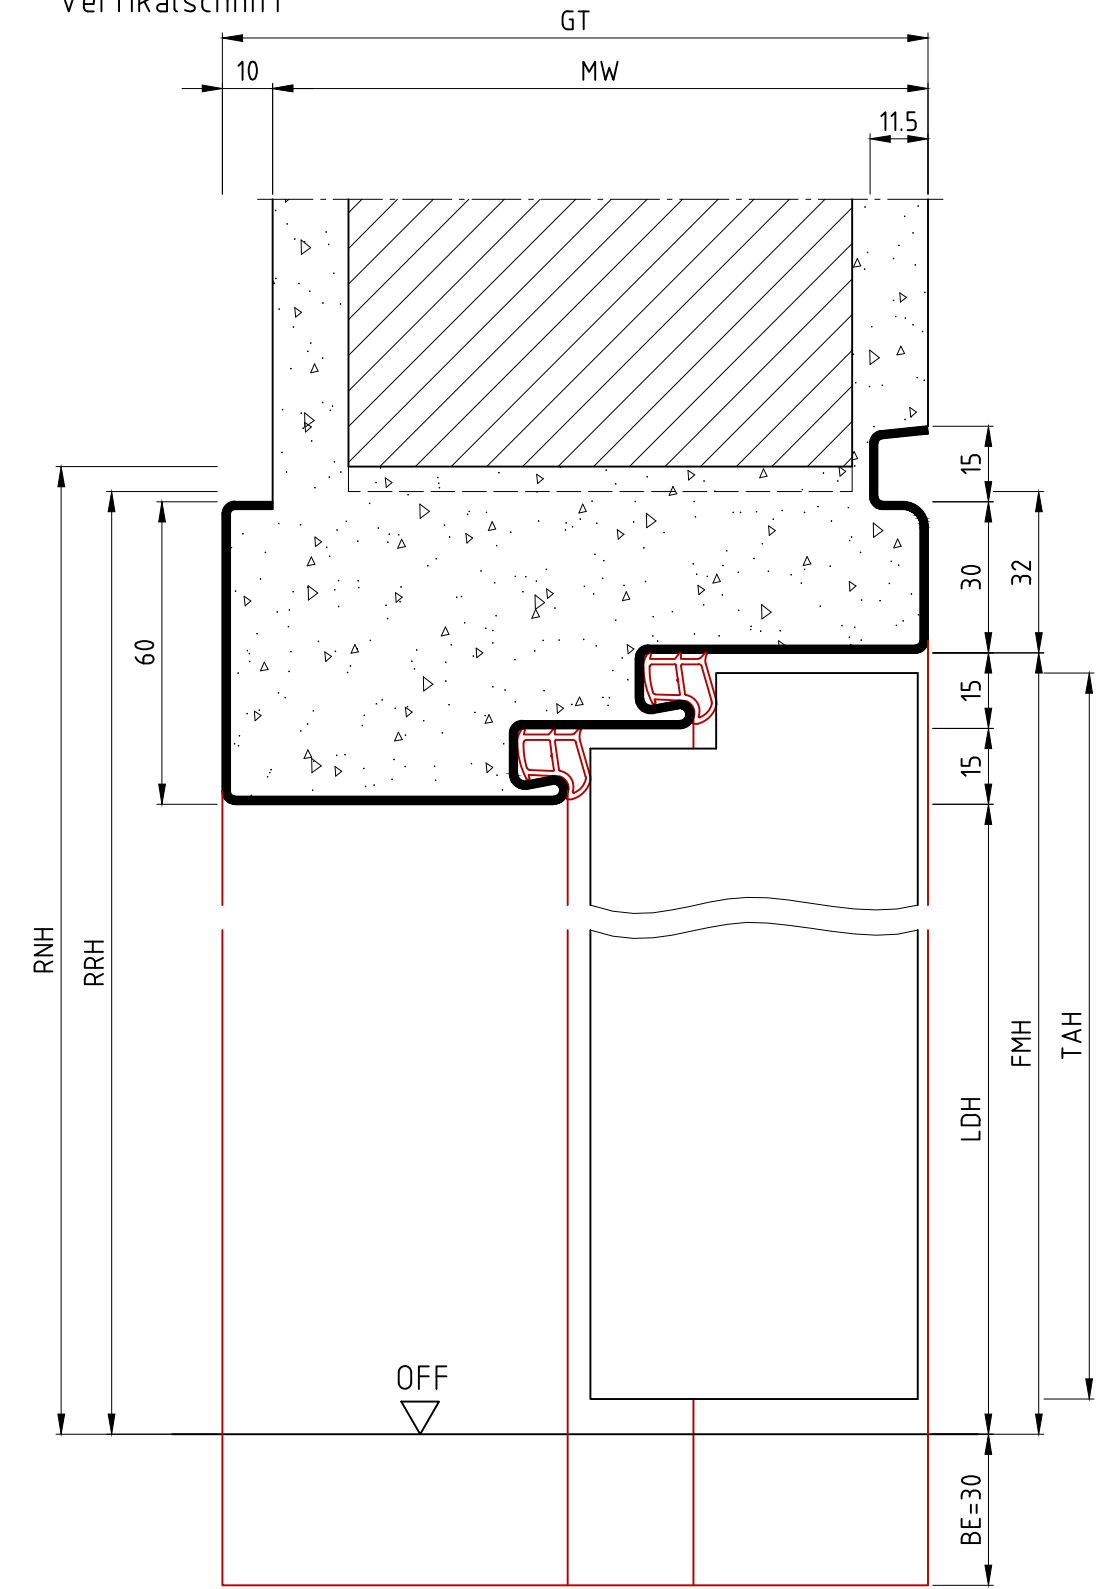 Vertikalschnitt
GT
10
MW
11.5
15
30
32
60
15
15
RNH
RRH
FMH
TAH
LDH
OFF
BE=30